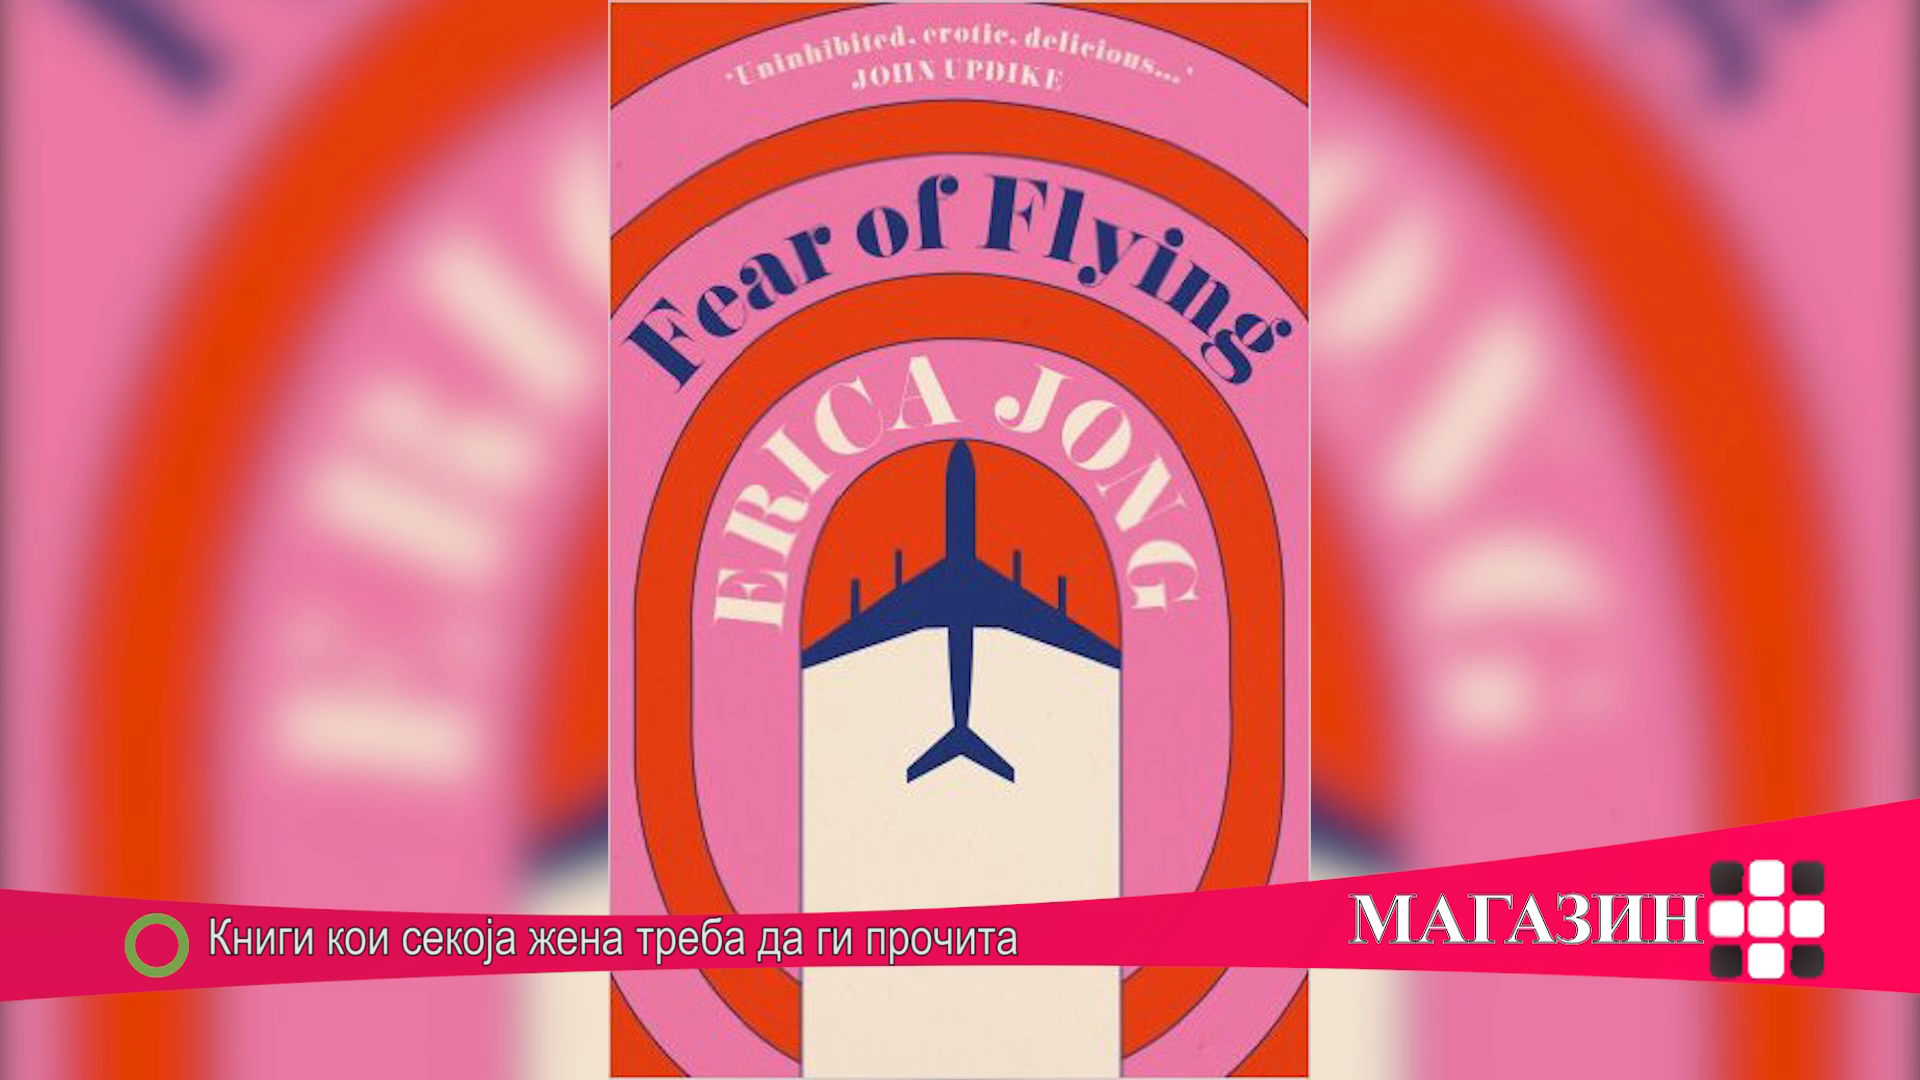 'Uninhibited, erotic, delicious...'
JOHN UPDIKE
Fear of Flying
ERICA JONG
Книги кои секоја жена треба да ги прочита
МАГАЗИН